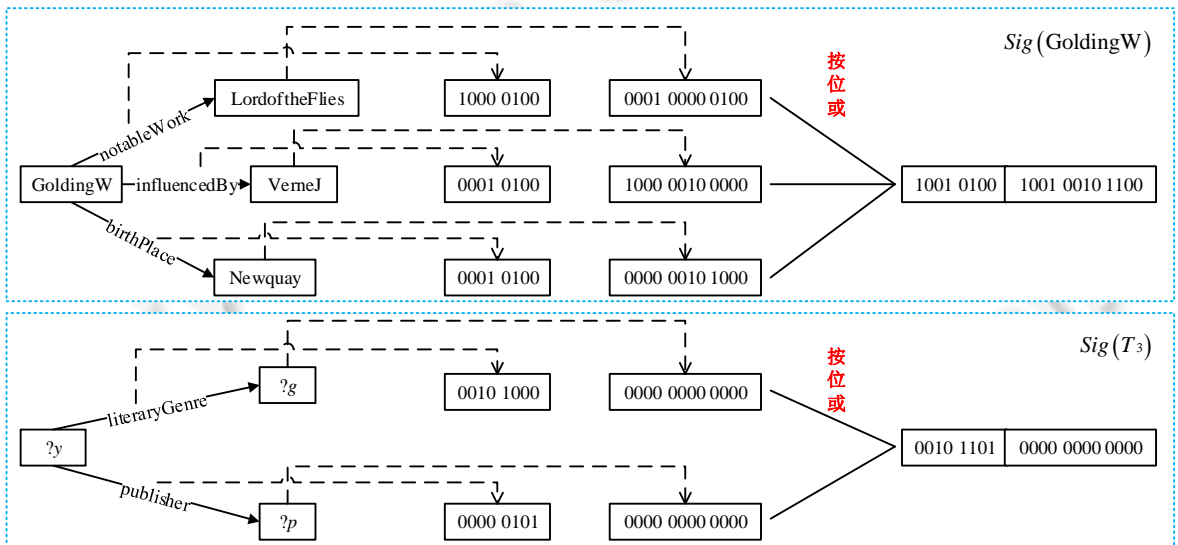 Sig(GoldingW)
按位或
LordoftheFlies
1000 0100
0001 0000 0100
notableWork
GoldingW
influencedBy
VerneJ
0001 0100
1000 0010 0000
1001 0100
1001 0010 1100
birthPlace
Newquay
0001 0100
0000 0010 1000
Sig(T₃)
按位或
?g
0010 1000
0000 0000 0000
literaryGenre
?y
0010 1101
0000 0000 0000
publisher
?p
0000 0101
0000 0000 0000